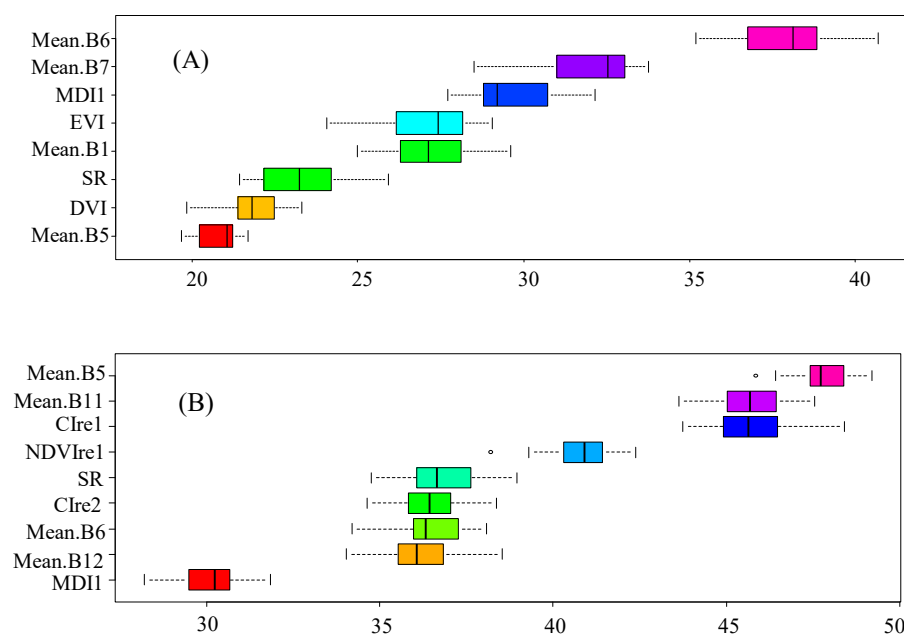 Mean.B6
(A)
Mean.B7
MDI1
EVI
Mean.B1
SR
DVI
Mean.B5
20 25 30 35 40
Mean.B5
Mean.B11
(B)
CIre1
NDVIre1
SR
CIre2
Mean.B6
Mean.B12
MDI1
30 35 40 45 50